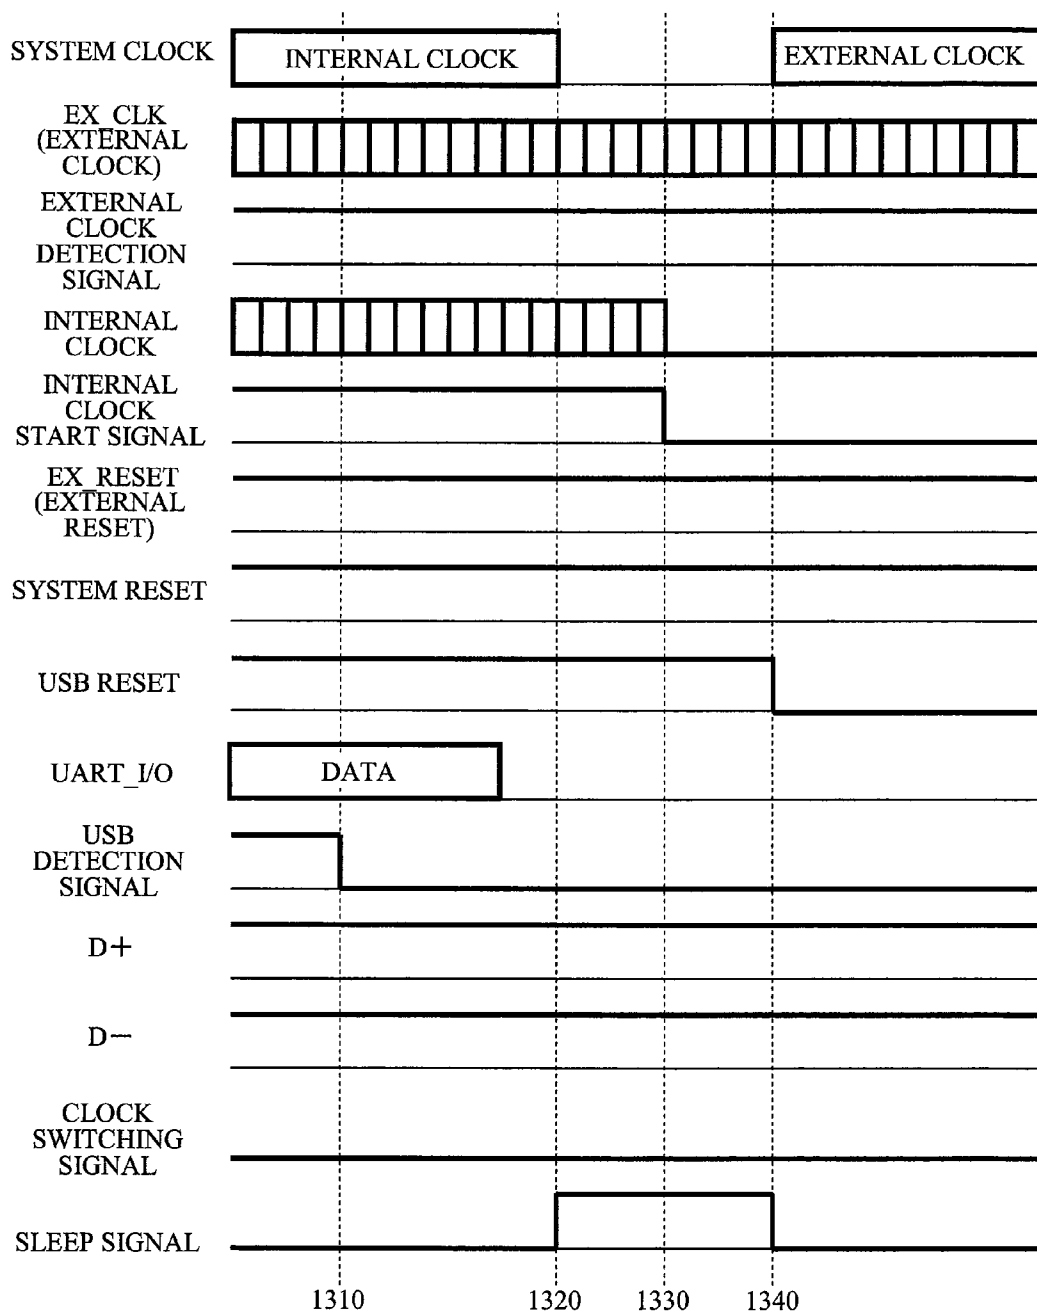 SYSTEM CLOCK
INTERNAL CLOCK
EXTERNAL CLOCK
EX_CLK
(EXTERNAL
CLOCK)
EXTERNAL
CLOCK
DETECTION
SIGNAL
INTERNAL
CLOCK
INTERNAL
CLOCK
START SIGNAL
EX_RESET
(EXTERNAL
RESET)
SYSTEM RESET
USB RESET
UART_I/O
DATA
USB
DETECTION
SIGNAL
D+
D−
CLOCK
SWITCHING
SIGNAL
SLEEP SIGNAL
1310
1320
1330
1340